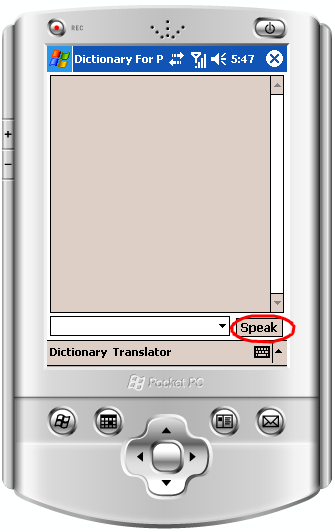 REC
Dictionary For P 5:47
Speak
Dictionary Translator
Pocket PC